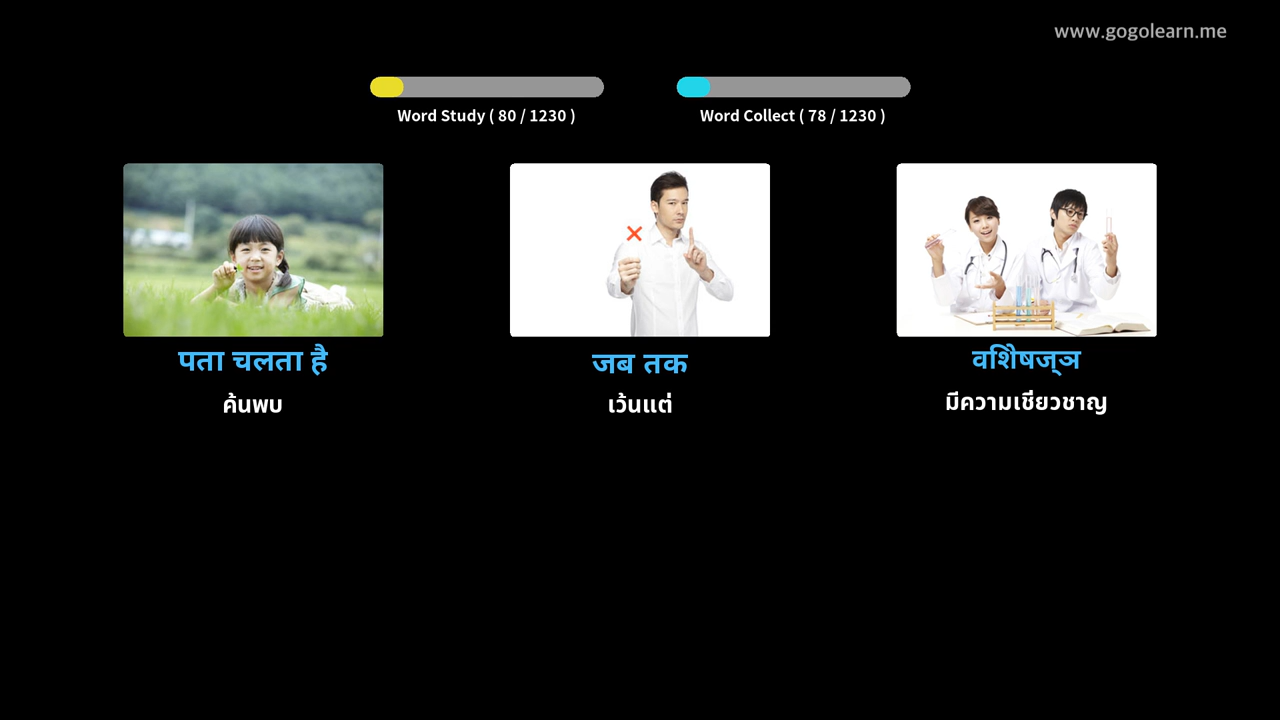 www.gogolearn.me
Word Study ( 80 / 1230 )
Word Collect ( 78 / 1230 )
पता चलता है
जब तक
विशेषज्ञ
ค้นพบ
เว้นแต่
มีความเชี่ยวชาญ